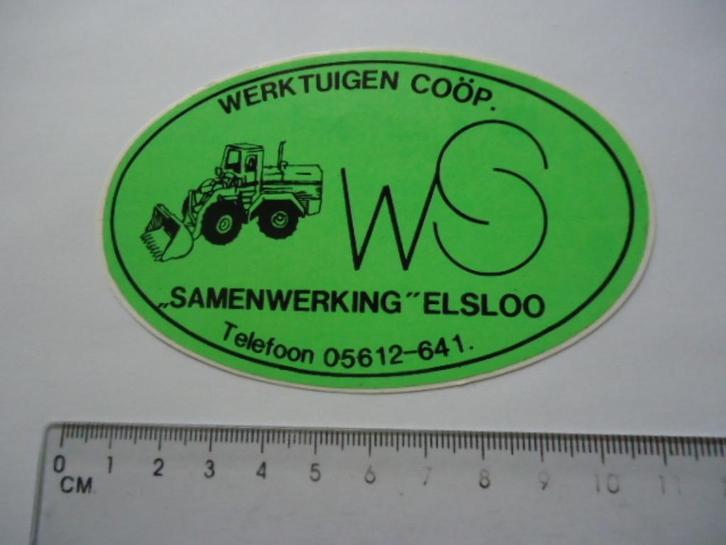 WERKTUIGEN COÖP.
WS
„SAMENWERKING” ELSLOO
Telefoon 05612-641.
0 1 2 3 4 5 6 7 8 9 10 11
CM